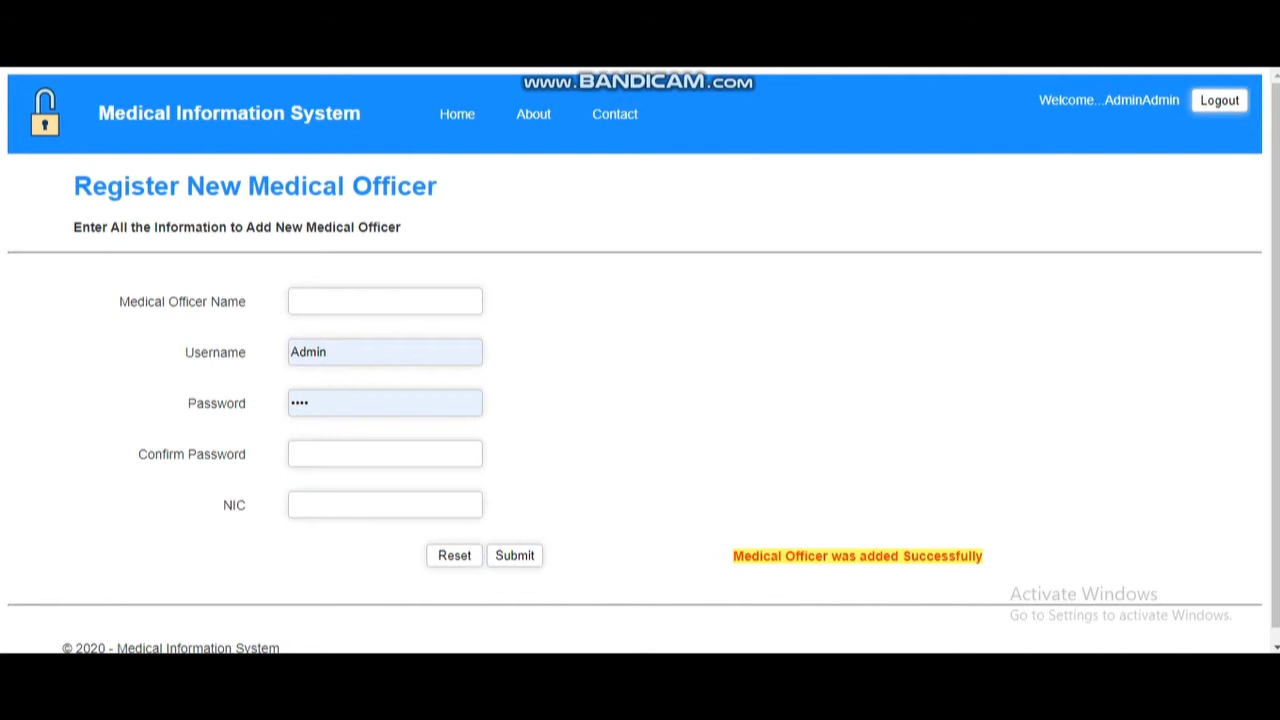 www.BANDICAM.com
Medical Information System
Home
About
Contact
Welcome...AdminAdmin
Logout
Register New Medical Officer
Enter All the Information to Add New Medical Officer
Medical Officer Name
Username
Admin
Password
••••
Confirm Password
NIC
Reset
Submit
Medical Officer was added Successfully
Activate Windows
Go to Settings to activate Windows.
© 2020 - Medical Information System